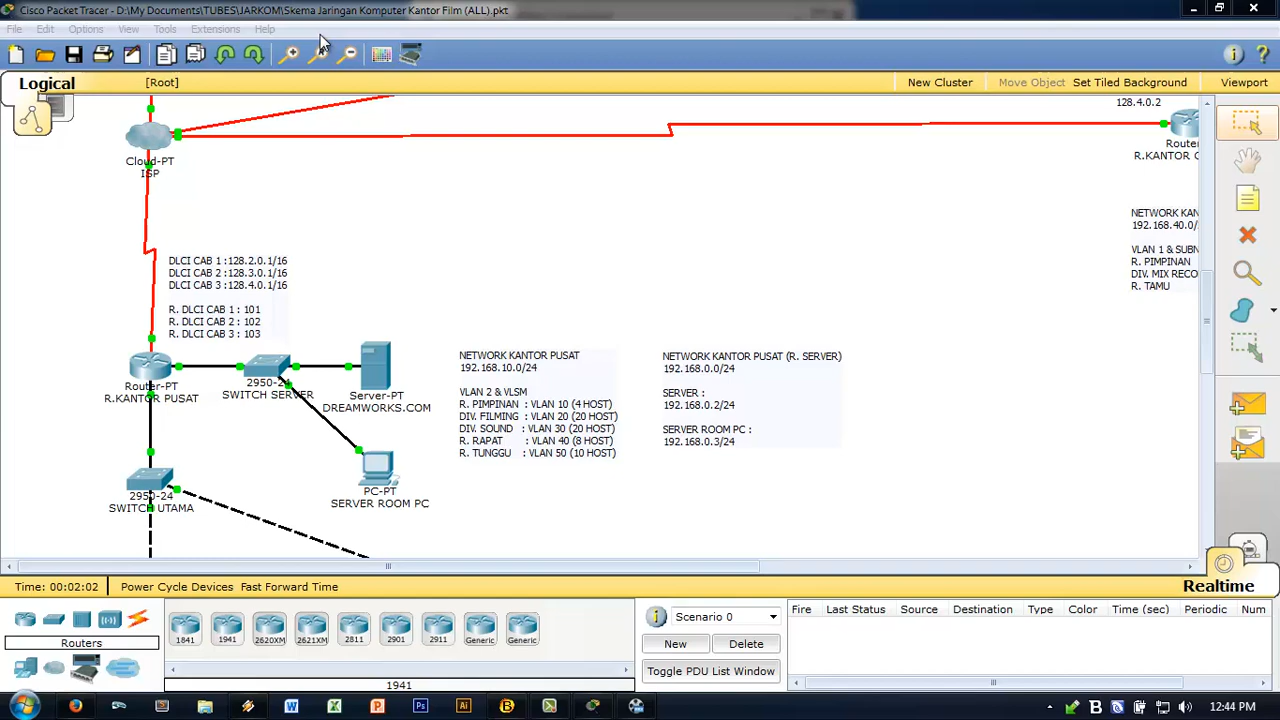 Cisco Packet Tracer - D:\My Documents\TUBES\JARKOM\Skema Jaringan Komputer Kantor Film (ALL).pkt
File Edit Options View Tools Extensions Help
Logical [Root] New Cluster Move Object Set Tiled Background Viewport
128.4.0.2
Cloud-PT
ISP
Router
R.KANTOR C
NETWORK KAN
192.168.40.0/
VLAN 1 & SUBN
R. PIMPINAN
DIV. MIX RECO
R. TAMU
DLCI CAB 1 :128.2.0.1/16
DLCI CAB 2 :128.3.0.1/16
DLCI CAB 3 :128.4.0.1/16
R. DLCI CAB 1 : 101
R. DLCI CAB 2 : 102
R. DLCI CAB 3 : 103
Router-PT
R.KANTOR PUSAT
2950-24
SWITCH SERVER
Server-PT
DREAMWORKS.COM
NETWORK KANTOR PUSAT
192.168.10.0/24
VLAN 2 & VLSM
R. PIMPINAN : VLAN 10 (4 HOST)
DIV. FILMING : VLAN 20 (20 HOST)
DIV. SOUND : VLAN 30 (20 HOST)
R. RAPAT : VLAN 40 (8 HOST)
R. TUNGGU : VLAN 50 (10 HOST)
NETWORK KANTOR PUSAT (R. SERVER)
192.168.0.0/24
SERVER :
192.168.0.2/24
SERVER ROOM PC :
192.168.0.3/24
PC-PT
SERVER ROOM PC
2950-24
SWITCH UTAMA
Time: 00:02:02 Power Cycle Devices Fast Forward Time Realtime
Routers
1841 1941 2620XM 2621XM 2811 2901 2911 Generic Generic
1941
Scenario 0
New Delete
Toggle PDU List Window
Fire Last Status Source Destination Type Color Time (sec) Periodic Num
12:44 PM